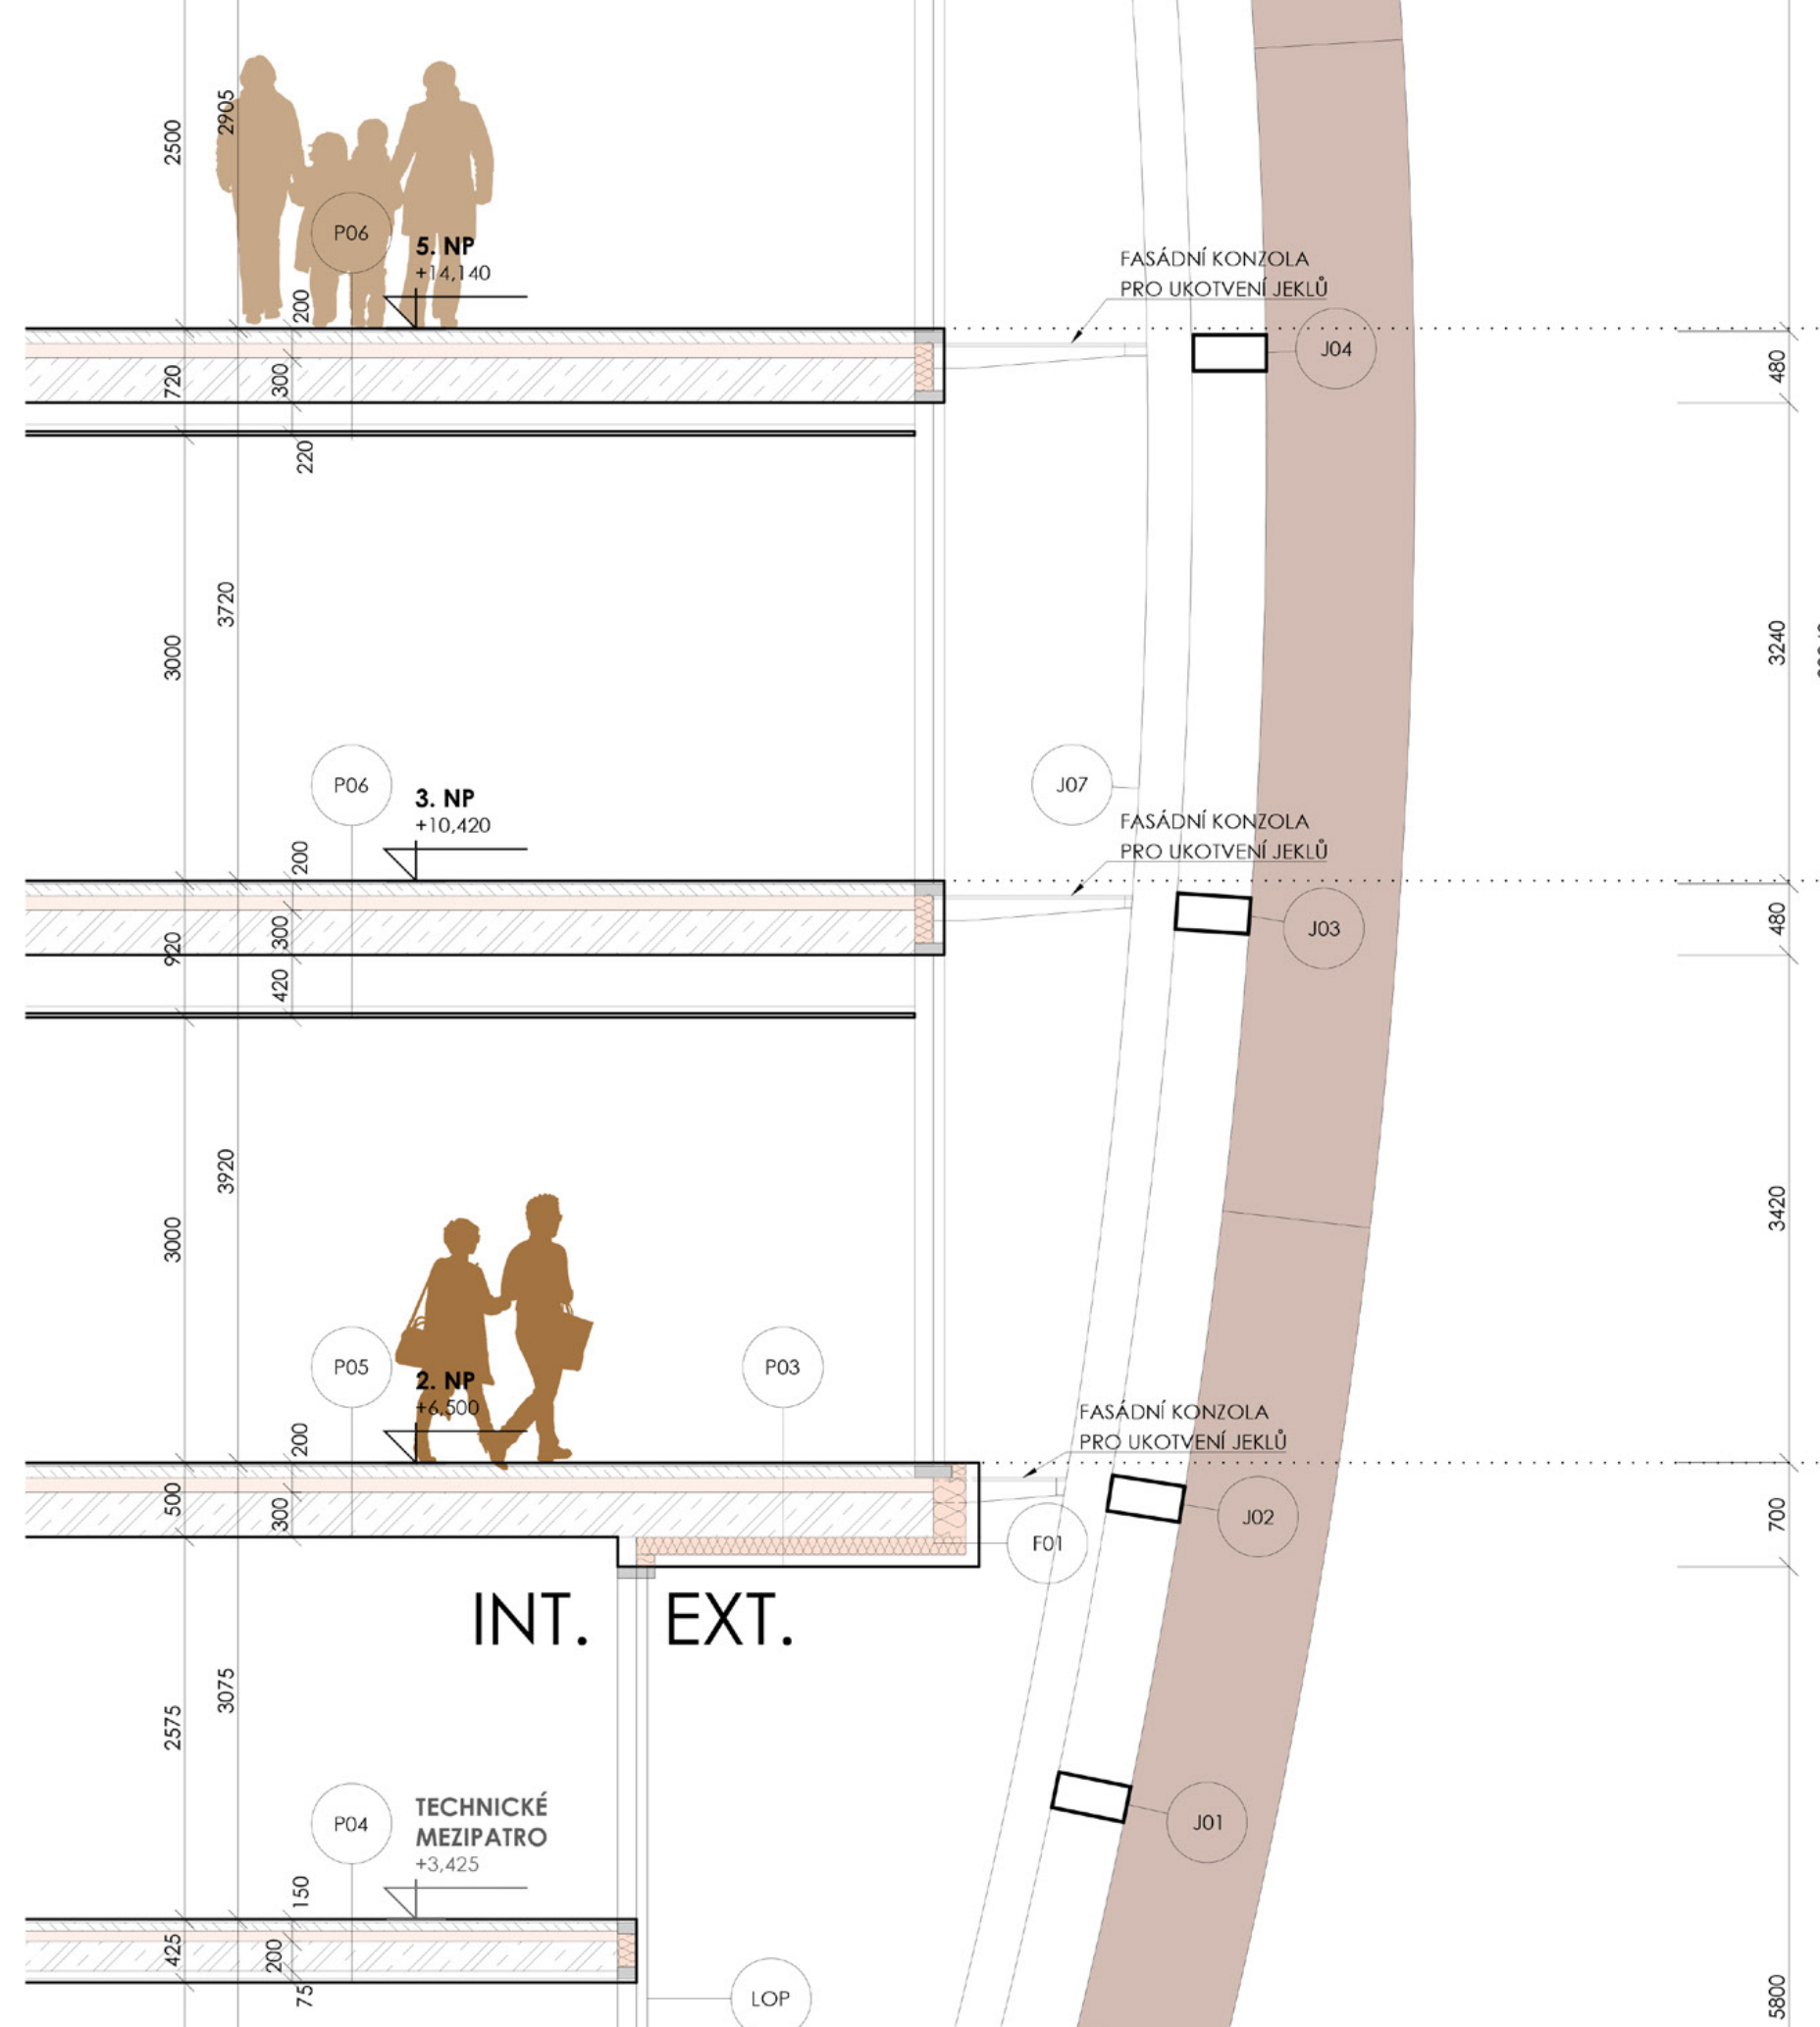 2500
2905
P06
5. NP
+14,140
200
FASÁDNÍ KONZOLA
PRO UKOTVENÍ JEKLŮ
J04
720
300
480
220
3720
3000
3240
P06
3. NP
+10,420
J07
FASÁDNÍ KONZOLA
PRO UKOTVENÍ JEKLŮ
200
920
300
J03
480
420
3920
3000
3420
P05
P03
2. NP
+6,500
FASÁDNÍ KONZOLA
PRO UKOTVENÍ JEKLŮ
200
500
300
F01
J02
700
INT. EXT.
3075
2575
P04
TECHNICKÉ
MEZIPATRO
+3,425
J01
150
425
200
75
LOP
5800